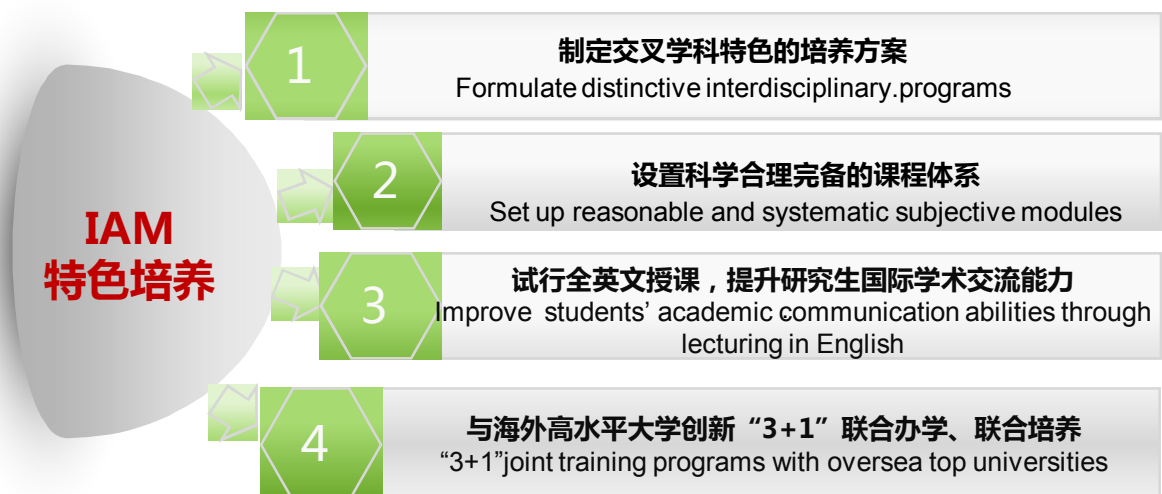 IAM
特色培养
1
制定交叉学科特色的培养方案
Formulate distinctive interdisciplinary.programs
2
设置科学合理完备的课程体系
Set up reasonable and systematic subjective modules
3
试行全英文授课，提升研究生国际学术交流能力
Improve students’ academic communication abilities through
lecturing in English
4
与海外高水平大学创新“3+1”联合办学、联合培养
“3+1”joint training programs with oversea top universities